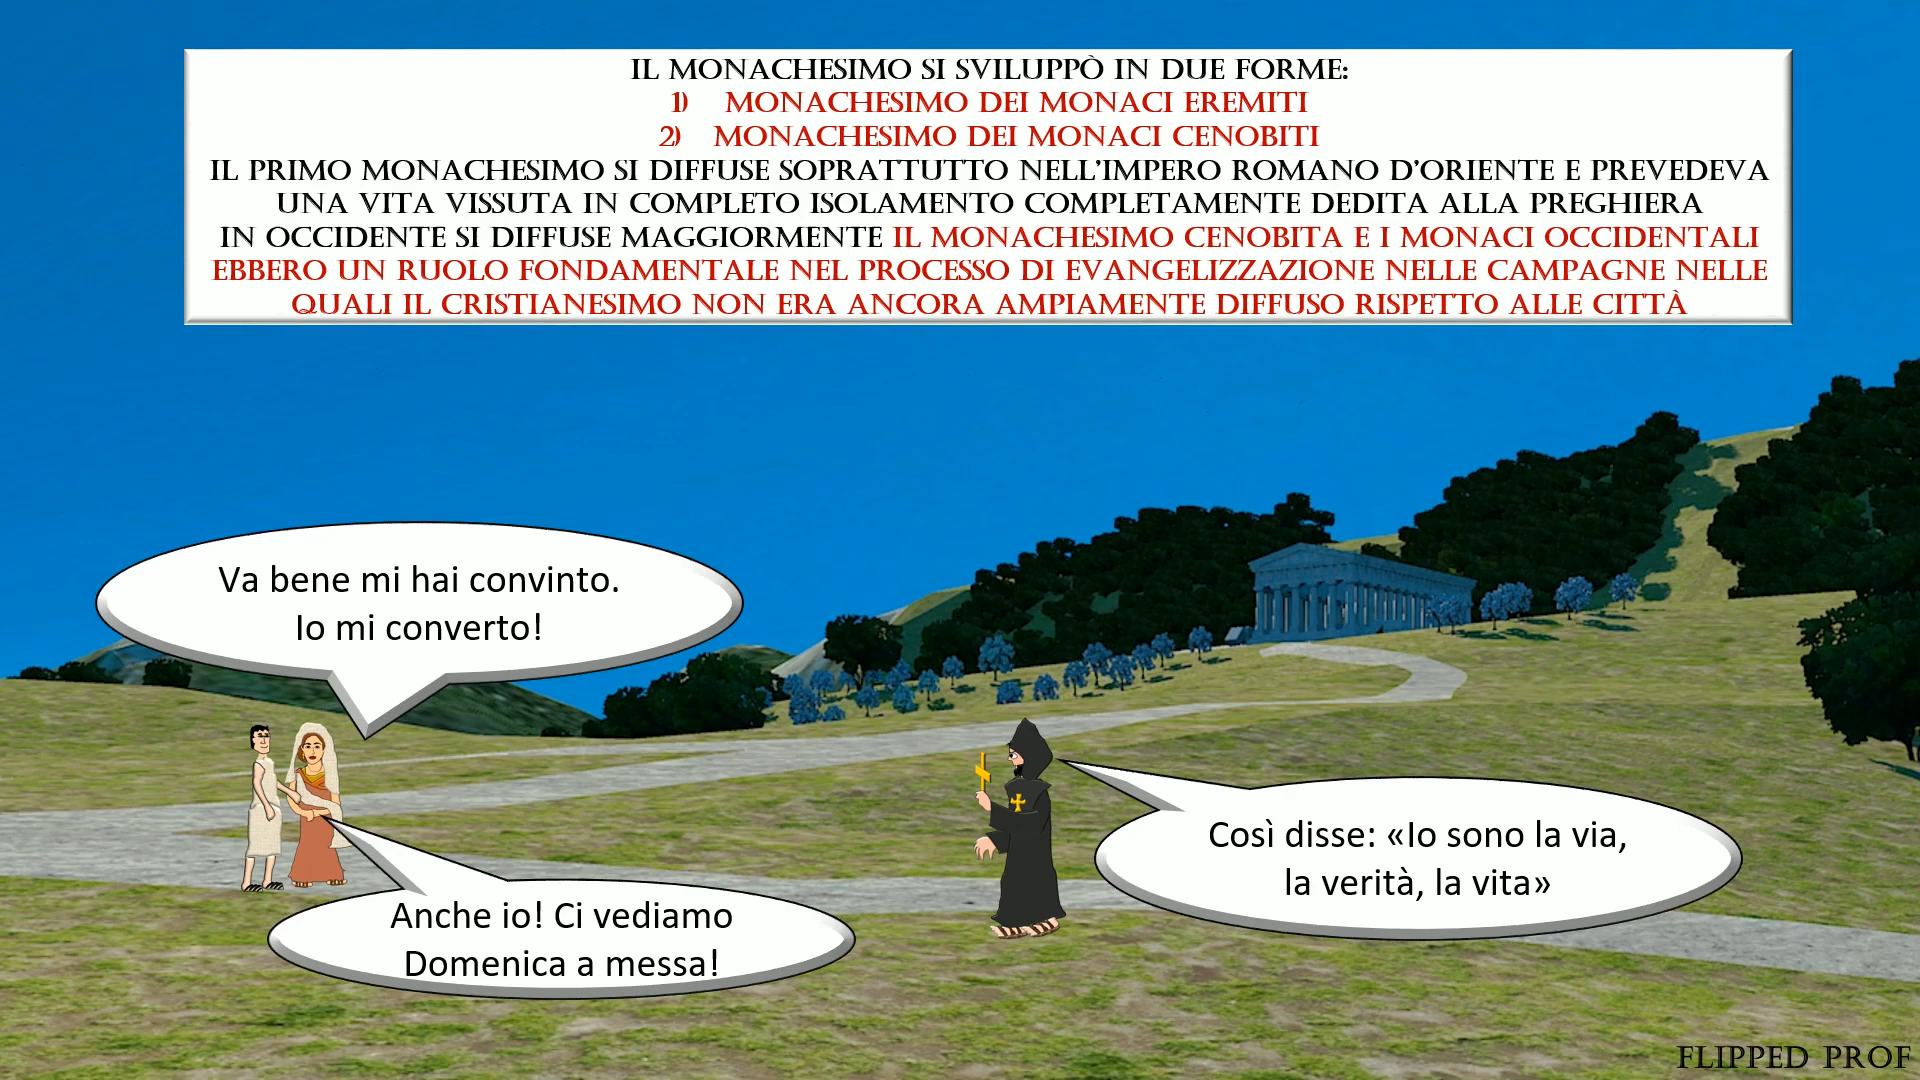 IL MONACHESIMO SI SVILUPPÒ IN DUE FORME:
1) MONACHESIMO DEI MONACI EREMITI
2) MONACHESIMO DEI MONACI CENOBITI
IL PRIMO MONACHESIMO SI DIFFUSE SOPRATTUTTO NELL'IMPERO ROMANO D'ORIENTE E PREVEDEVA
UNA VITA VISSUTA IN COMPLETO ISOLAMENTO COMPLETAMENTE DEDITA ALLA PREGHIERA
IN OCCIDENTE SI DIFFUSE MAGGIORMENTE IL MONACHESIMO CENOBITA E I MONACI OCCIDENTALI
EBBERO UN RUOLO FONDAMENTALE NEL PROCESSO DI EVANGELIZZAZIONE NELLE CAMPAGNE NELLE
QUALI IL CRISTIANESIMO NON ERA ANCORA AMPIAMENTE DIFFUSO RISPETTO ALLE CITTÀ
Va bene mi hai convinto.
Io mi converto!
Anche io! Ci vediamo
Domenica a messa!
Così disse: «Io sono la via,
la verità, la vita»
FLIPPED PROF